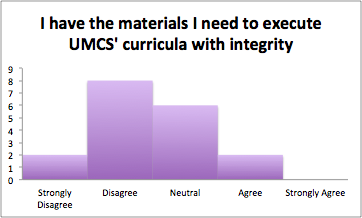 I have the materials I need to execute
UMCS' curricula with integrity
9
8
7
6
5
4
3
2
1
0
Strongly Disagree Neutral Agree Strongly Agree
Disagree